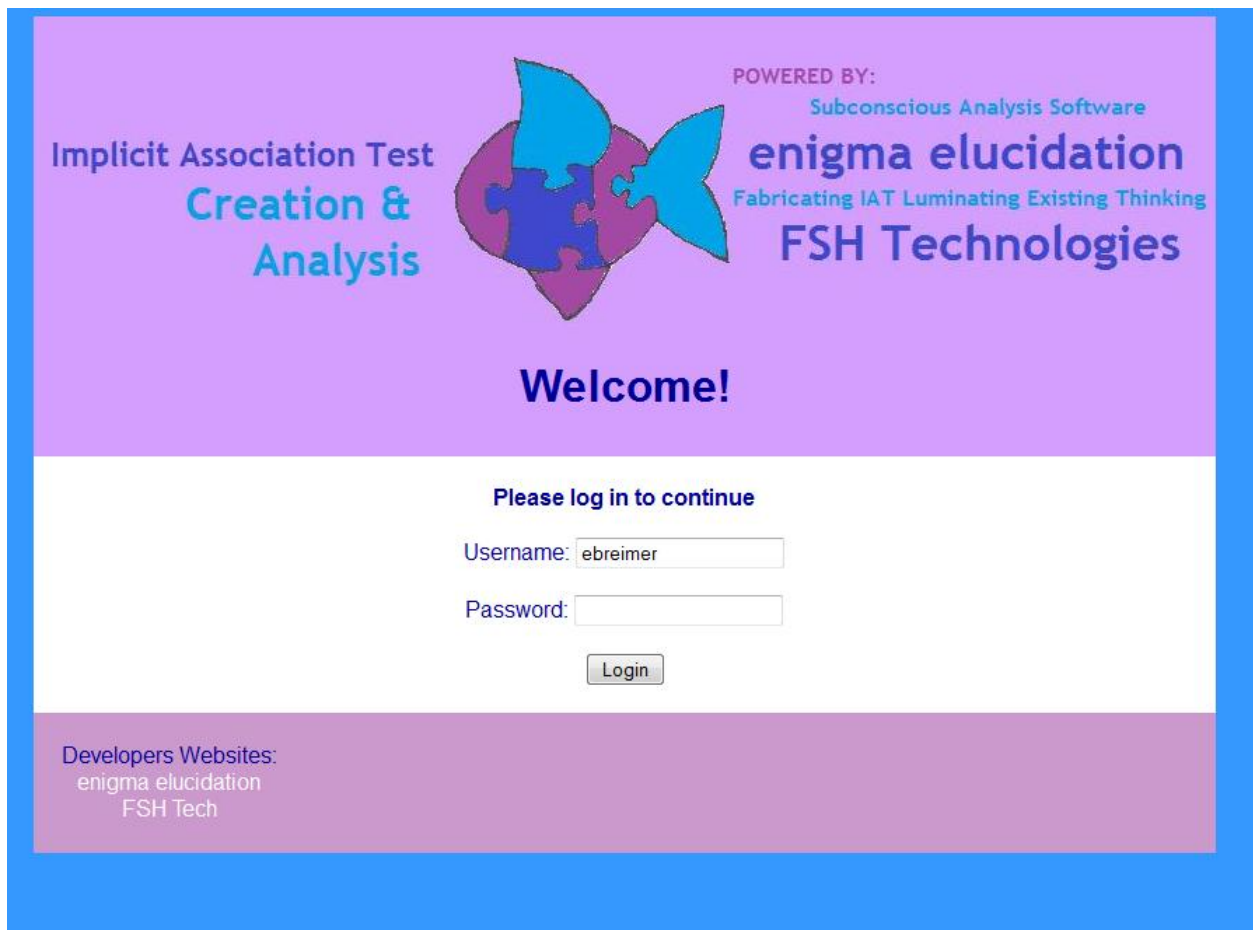 Implicit Association Test
Creation &
Analysis
POWERED BY:
Subconscious Analysis Software
enigma elucidation
Fabricating IAT Luminating Existing Thinking
FSH Technologies
Welcome!
Please log in to continue
Username: ebreimer
Password:
Login
Developers Websites:
enigma elucidation
FSH Tech